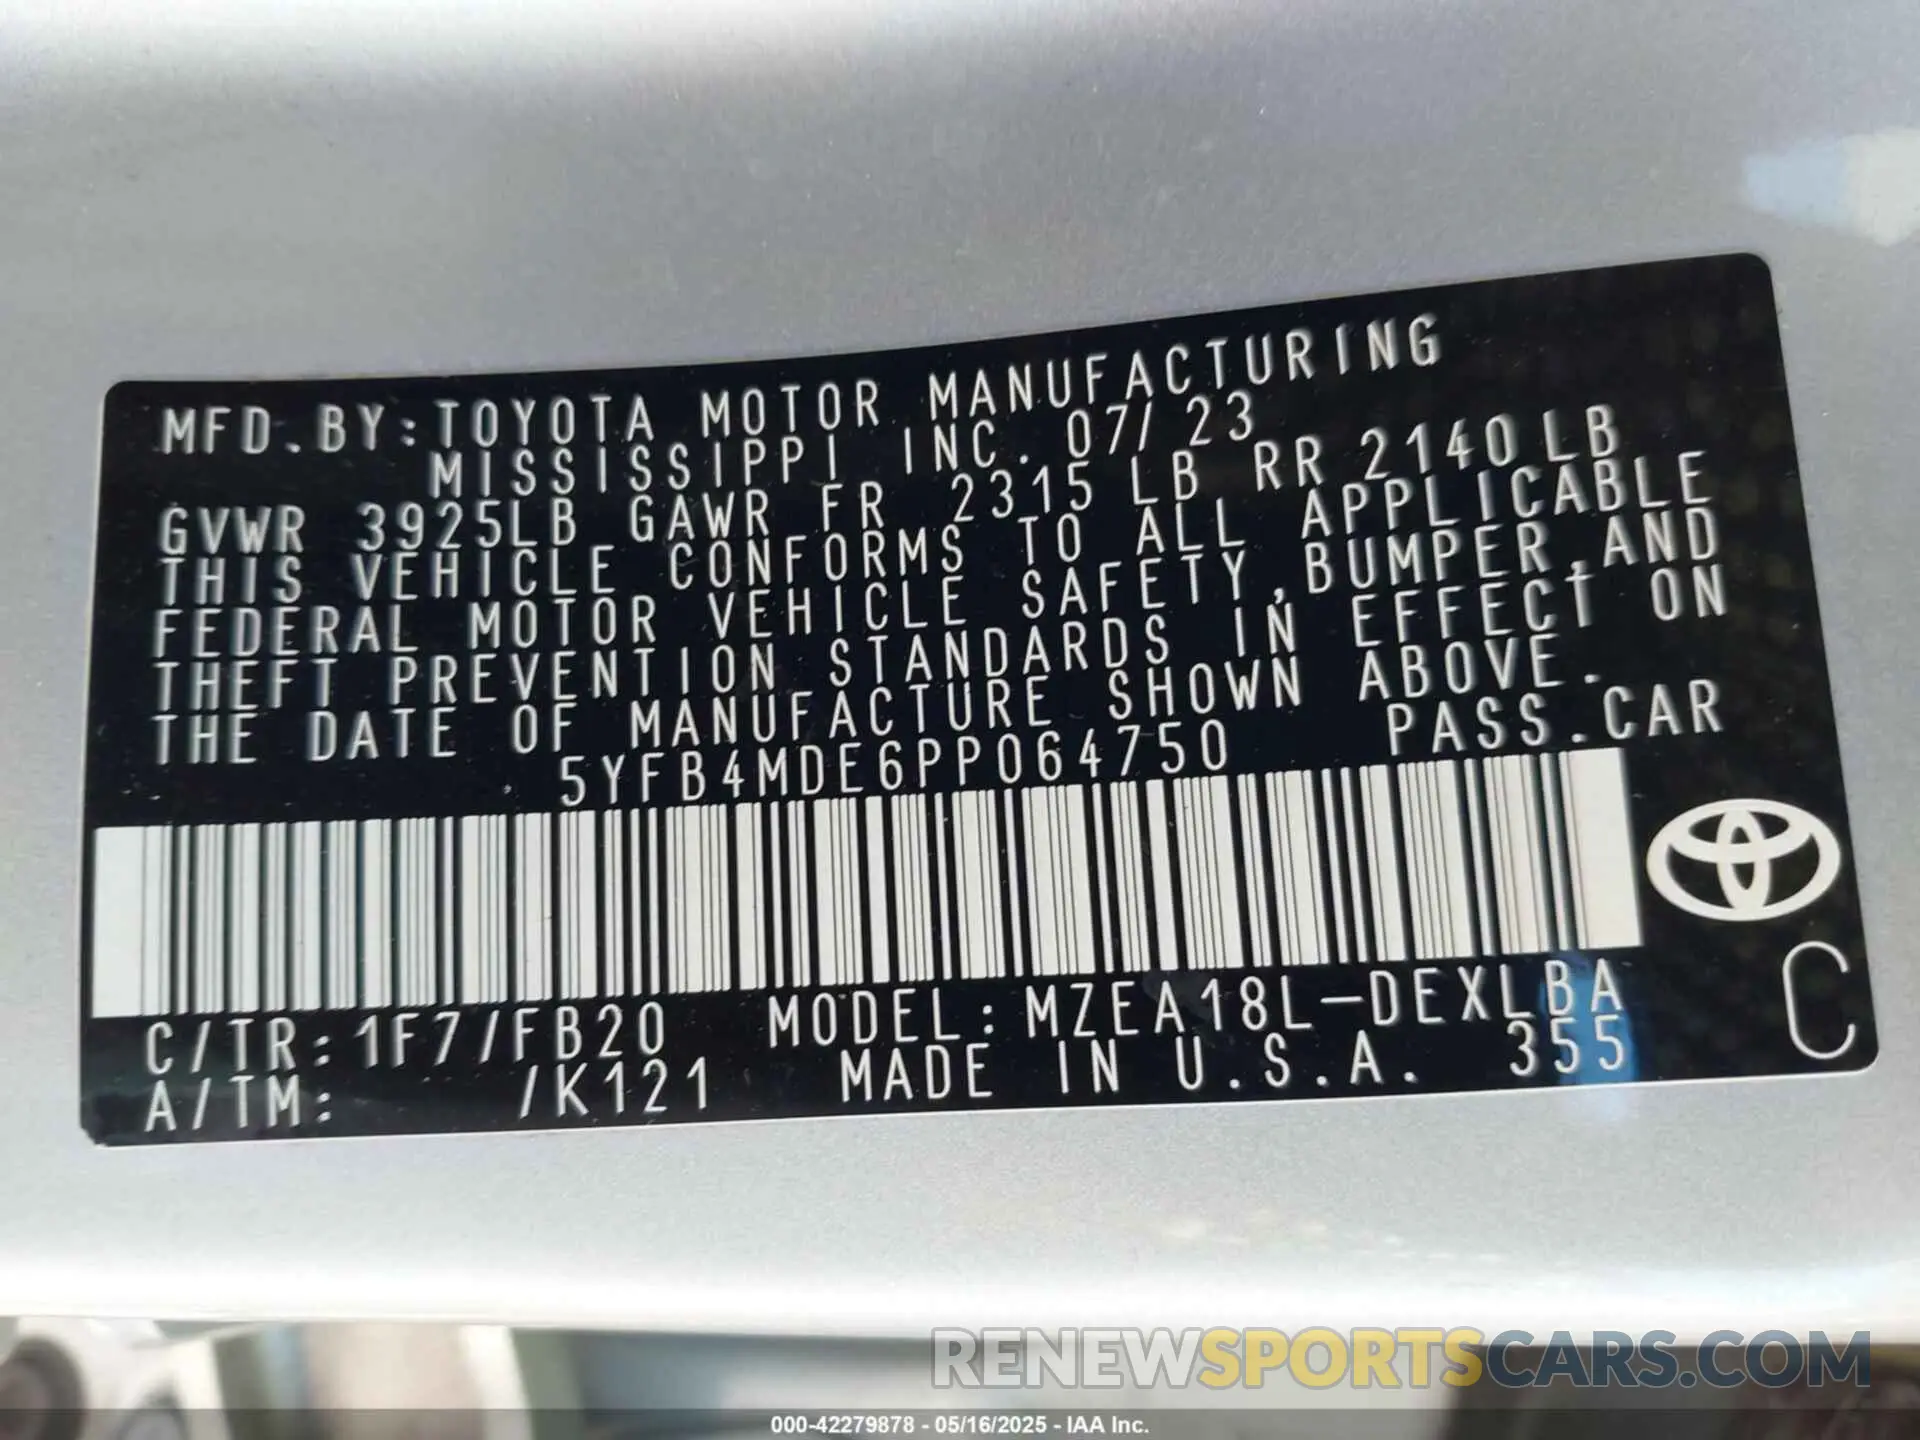 MFD.BY:TOYOTA MOTOR MANUFACTURING
MISSISSIPPI INC. 07/23
GVWR 3925LB GAWR FR 2315 LB RR 2140LB
THIS VEHICLE CONFORMS TO ALL APPLICABLE
FEDERAL MOTOR VEHICLE SAFETY,BUMPER,AND
THEFT PREVENTION STANDARDS IN EFFECT ON
THE DATE OF MANUFACTURE SHOWN ABOVE.
5YFB4MDE6PP064750 PASS.CAR
C/TR:1F7/FB20 MODEL:MZEA18L-DEXLBA
A/TM: /K121 MADE IN U.S.A. 355
C
RENEWSPORTSCARS.COM
000-42279878 - 05/16/2025 - IAA Inc.